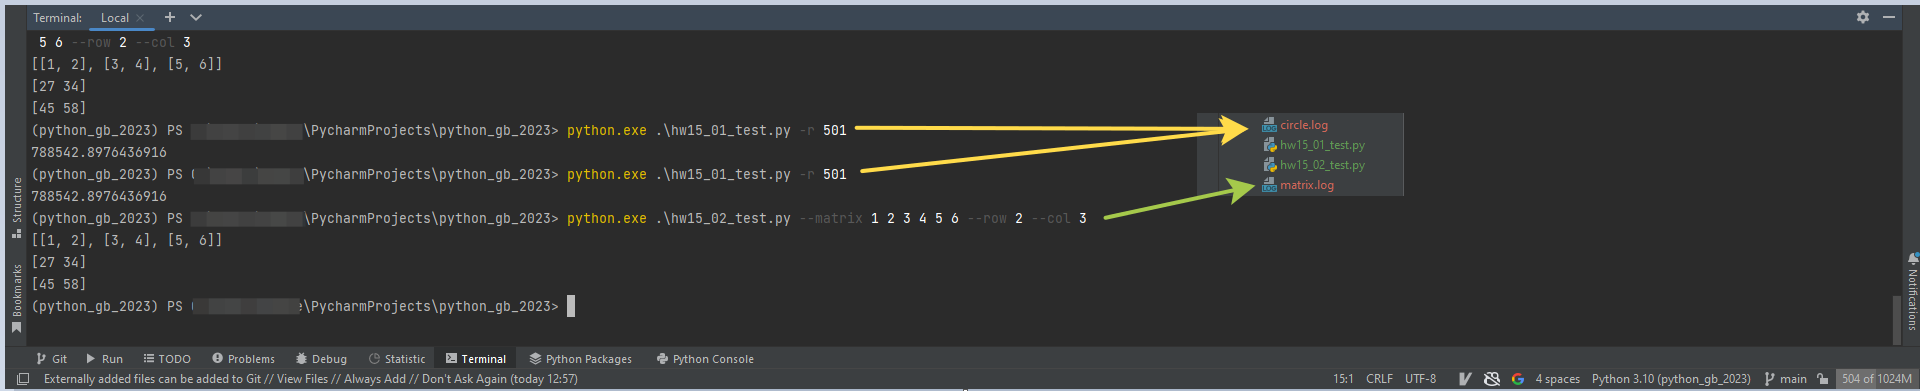 Terminal: Local
5 6 --row 2 --col 3
[[1, 2], [3, 4], [5, 6]]
[27 34]
[45 58]
(python_gb_2023) PS \PycharmProjects\python_gb_2023> python.exe .\hw15_01_test.py -r 501
788542.8976436916
(python_gb_2023) PS \PycharmProjects\python_gb_2023> python.exe .\hw15_01_test.py -r 501
788542.8976436916
(python_gb_2023) PS \PycharmProjects\python_gb_2023> python.exe .\hw15_02_test.py --matrix 1 2 3 4 5 6 --row 2 --col 3
[[1, 2], [3, 4], [5, 6]]
[27 34]
[45 58]
(python_gb_2023) PS \PycharmProjects\python_gb_2023>
circle.log
hw15_01_test.py
hw15_02_test.py
matrix.log
Structure
Bookmarks
Notifications
Git Run TODO Problems Debug Statistic Terminal Python Packages Python Console
Externally added files can be added to Git // View Files // Always Add // Don't Ask Again (today 12:57) 15:1 CRLF UTF-8 4 spaces Python 3.10 (python_gb_2023) main 504 of 1024M